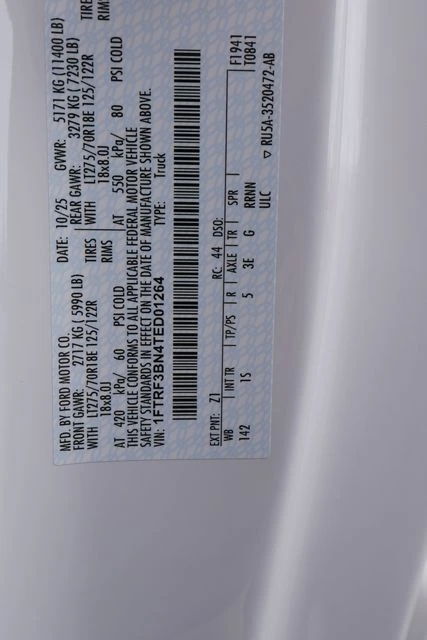 MFD. BY FORD MOTOR CO. DATE: 10/25 GVWR: 5171 KG (11400 LB)
FRONT GAWR: 2717 KG ( 5990 LB) REAR GAWR: 3279 KG ( 7230 LB)
WITH LT275/70R18E 125/122R TIRES WITH LT275/70R18E 125/122R TIRE
18x8.0J RIMS 18x8.0J RIMS
AT 420 kPa/ 60 PSI COLD AT 550 kPa/ 80 PSI COLD
THIS VEHICLE CONFORMS TO ALL APPLICABLE FEDERAL MOTOR VEHICLE
SAFETY STANDARDS IN EFFECT ON THE DATE OF MANUFACTURE SHOWN ABOVE.
VIN: 1FTRF3BN4TED01264 TYPE: Truck
EXT PNT: Z1 RC: 44 DSO: F1941
WB INT TR TP/PS R AXLE TR SPR T0841
142 1S 5 3E G RRNN
ULC ▽ RU5A-3520472-AB